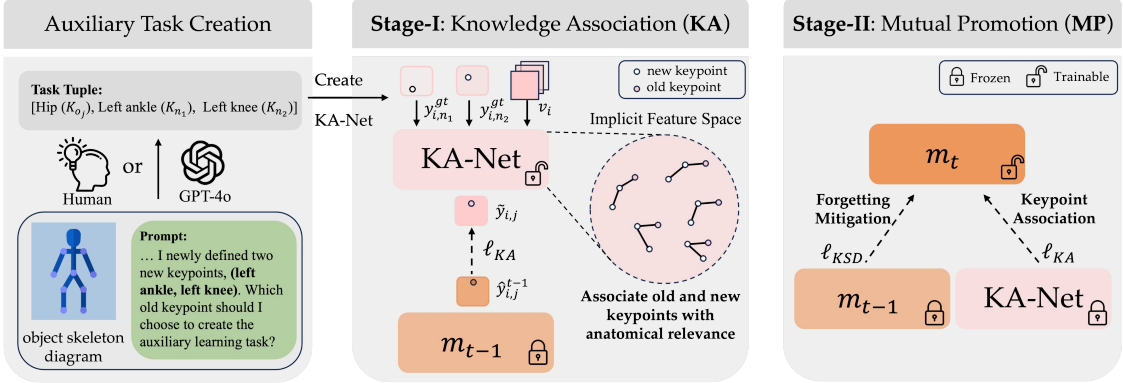 Auxiliary Task Creation
Task Tuple:
[Hip (K_{o_j}), Left ankle (K_{n_1}), Left knee (K_{n_2})]
Human
or
GPT-4o
object skeleton
diagram
Prompt:
… I newly defined two
new keypoints, (left
ankle, left knee). Which
old keypoint should I
choose to create the
auxiliary learning task?
Create
KA-Net
Stage-I: Knowledge Association (KA)
y_{i,n_1}^{gt}
y_{i,n_2}^{gt}
v_i
new keypoint
old keypoint
Implicit Feature Space
KA-Net
ỹ_{i,j}
ℓ_{KA}
ŷ_{i,j}^{t-1}
m_{t-1}
Associate old and new
keypoints with
anatomical relevance
Stage-II: Mutual Promotion (MP)
Frozen
Trainable
m_t
Forgetting
Mitigation
Keypoint
Association
ℓ_{KSD}
ℓ_{KA}
m_{t-1}
KA-Net